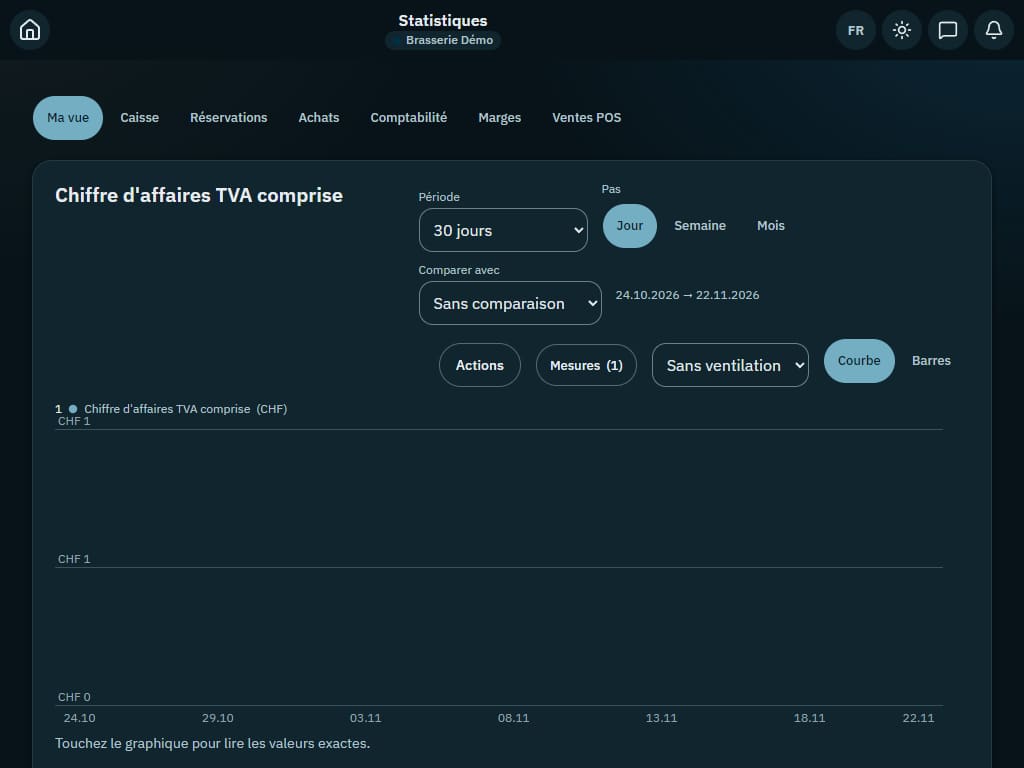 Statistiques
Brasserie Démo
FR
Ma vue Caisse Réservations Achats Comptabilité Marges Ventes POS
Chiffre d'affaires TVA comprise
Période
30 jours
Pas
Jour Semaine Mois
Comparer avec
Sans comparaison
24.10.2026 → 22.11.2026
Actions Mesures (1) Sans ventilation Courbe Barres
1 Chiffre d'affaires TVA comprise (CHF)
CHF 1
CHF 1
CHF 0
24.10 29.10 03.11 08.11 13.11 18.11 22.11
Touchez le graphique pour lire les valeurs exactes.